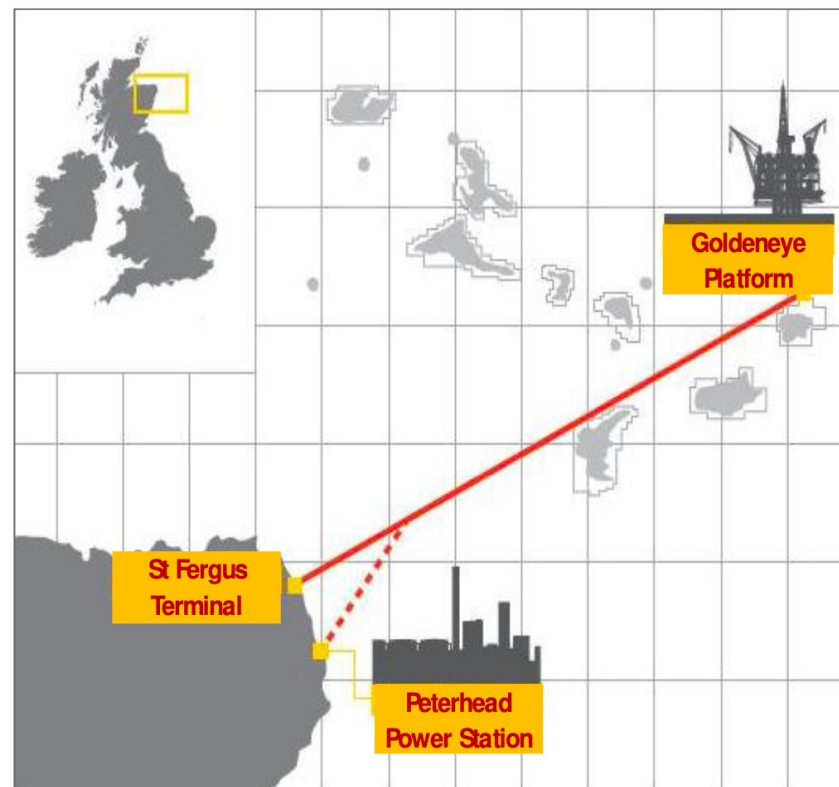 Goldeneye
Platform
St Fergus
Terminal
Peterhead
Power Station